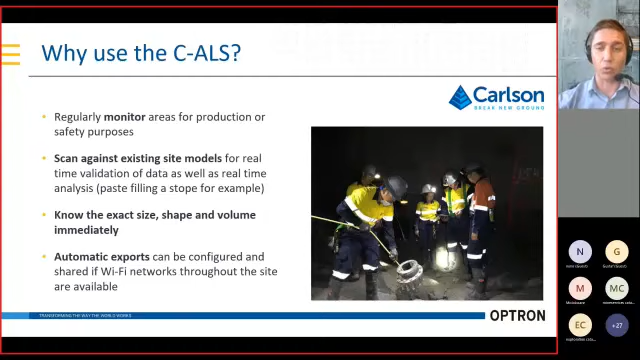 Why use the C-ALS?
Carlson
BREAK NEW GROUND
• Regularly monitor areas for production or
safety purposes
• Scan against existing site models for real
time validation of data as well as real time
analysis (paste filling a stope for example)
• Know the exact size, shape and volume
immediately
• Automatic exports can be configured and
shared if Wi-Fi networks throughout the site
are available
TRANSFORMING THE WAY THE WORLD WORKS
OPTRON
N
G
M
MC
EC
+27